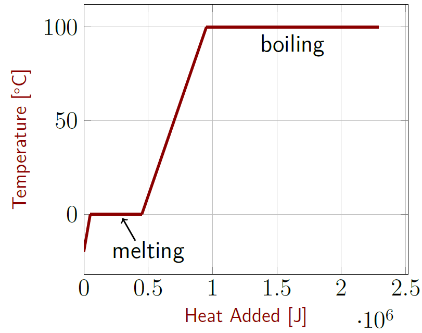 100
boiling
50
Temperature [°C]
0
melting
0 0.5 1 1.5 2 2.5
Heat Added [J]
·10⁶